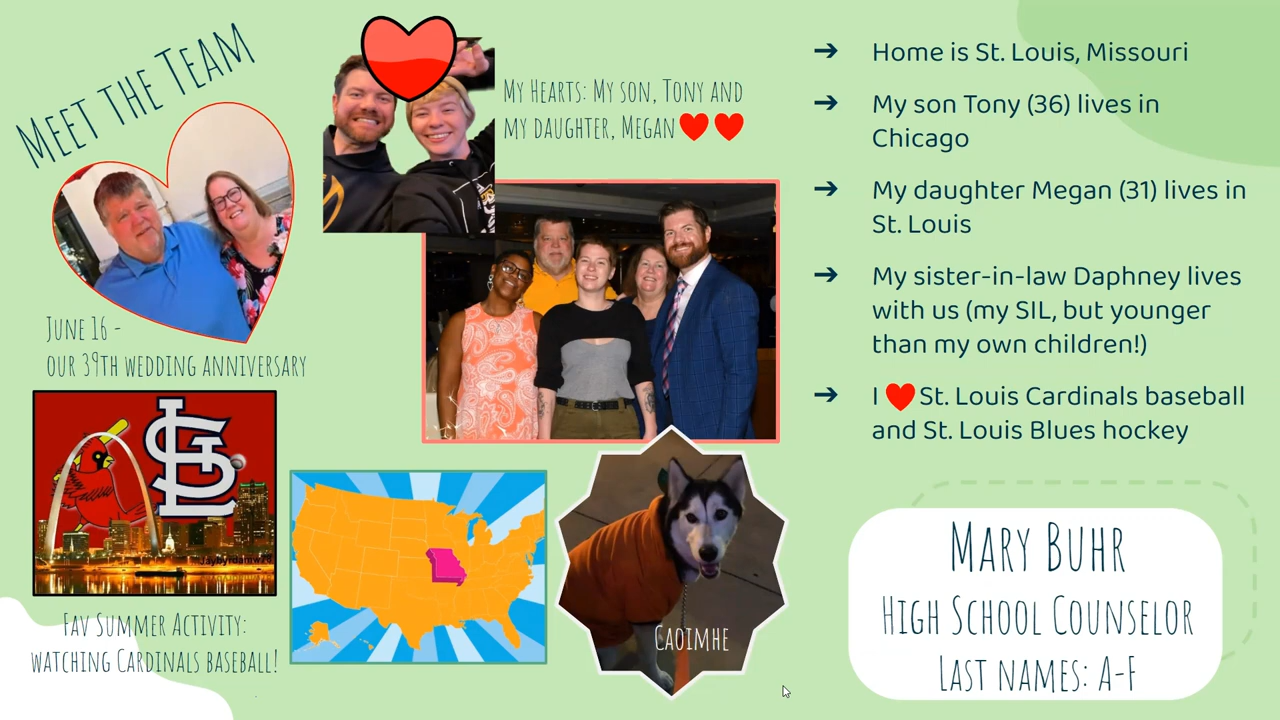 Meet the Team
My Hearts: My son, Tony and
my daughter, Megan
June 16 -
our 39th wedding anniversary
STL
Jaybyrdamw
Fav Summer Activity:
watching Cardinals baseball!
Caoimhe
➔ Home is St. Louis, Missouri
➔ My son Tony (36) lives in
Chicago
➔ My daughter Megan (31) lives in
St. Louis
➔ My sister-in-law Daphney lives
with us (my SIL, but younger
than my own children!)
➔ I ❤ St. Louis Cardinals baseball
and St. Louis Blues hockey
Mary Buhr
High School Counselor
Last names: A-F